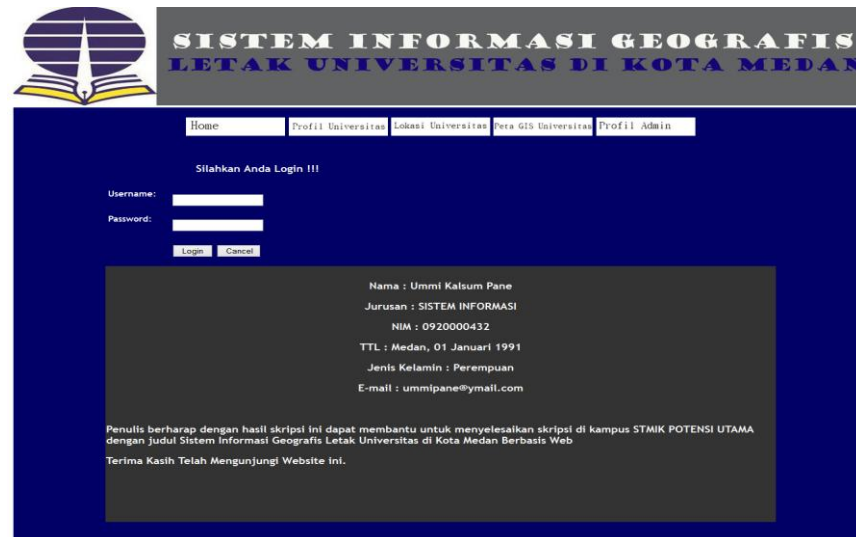 SISTEM INFORMASI GEOGRAFIS
LETAK UNIVERSITAS DI KOTA MEDAN
Home Profil Universitas Lokasi Universitas Peta GIS Universitas Profil Admin
Silahkan Anda Login !!!
Username:
Password:
Login Cancel
Nama : Ummi Kalsum Pane
Jurusan : SISTEM INFORMASI
NIM : 0920000432
TTL : Medan, 01 Januari 1991
Jenis Kelamin : Perempuan
E-mail : ummipane@ymail.com
Penulis berharap dengan hasil skripsi ini dapat membantu untuk menyelesaikan skripsi di kampus STMIK POTENSI UTAMA
dengan judul Sistem Informasi Geografis Letak Universitas di Kota Medan Berbasis Web
Terima Kasih Telah Mengunjungi Website ini.